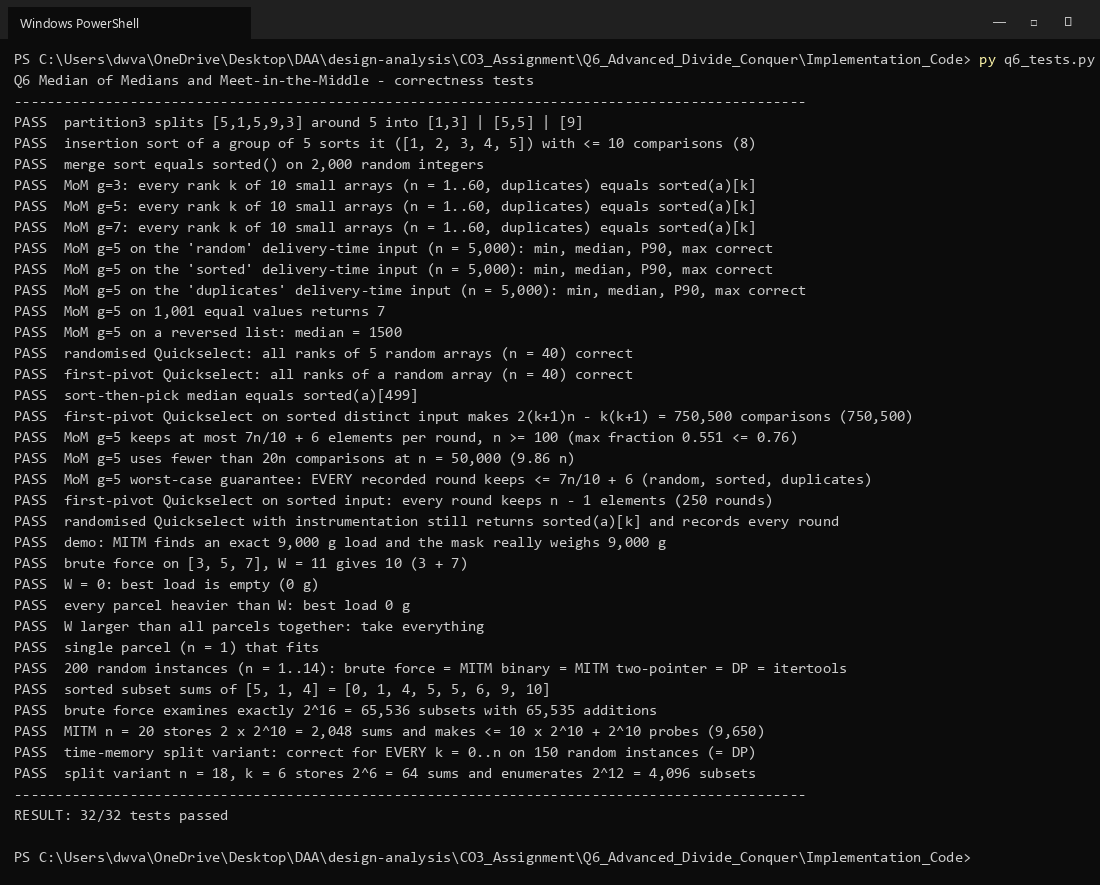 Windows PowerShell
PS C:\Users\dwva\OneDrive\Desktop\DAA\design-analysis\CO3_Assignment\Q6_Advanced_Divide_Conquer\Implementation_Code> py q6_tests.py
Q6 Median of Medians and Meet-in-the-Middle - correctness tests
------------------------------------------------------------------------------------------------
PASS  partition3 splits [5,1,5,9,3] around 5 into [1,3] | [5,5] | [9]
PASS  insertion sort of a group of 5 sorts it ([1, 2, 3, 4, 5]) with <= 10 comparisons (8)
PASS  merge sort equals sorted() on 2,000 random integers
PASS  MoM g=3: every rank k of 10 small arrays (n = 1..60, duplicates) equals sorted(a)[k]
PASS  MoM g=5: every rank k of 10 small arrays (n = 1..60, duplicates) equals sorted(a)[k]
PASS  MoM g=7: every rank k of 10 small arrays (n = 1..60, duplicates) equals sorted(a)[k]
PASS  MoM g=5 on the 'random' delivery-time input (n = 5,000): min, median, P90, max correct
PASS  MoM g=5 on the 'sorted' delivery-time input (n = 5,000): min, median, P90, max correct
PASS  MoM g=5 on the 'duplicates' delivery-time input (n = 5,000): min, median, P90, max correct
PASS  MoM g=5 on 1,001 equal values returns 7
PASS  MoM g=5 on a reversed list: median = 1500
PASS  randomised Quickselect: all ranks of 5 random arrays (n = 40) correct
PASS  first-pivot Quickselect: all ranks of a random array (n = 40) correct
PASS  sort-then-pick median equals sorted(a)[499]
PASS  first-pivot Quickselect on sorted distinct input makes 2(k+1)n - k(k+1) = 750,500 comparisons (750,500)
PASS  MoM g=5 keeps at most 7n/10 + 6 elements per round, n >= 100 (max fraction 0.551 <= 0.76)
PASS  MoM g=5 uses fewer than 20n comparisons at n = 50,000 (9.86 n)
PASS  MoM g=5 worst-case guarantee: EVERY recorded round keeps <= 7n/10 + 6 (random, sorted, duplicates)
PASS  first-pivot Quickselect on sorted input: every round keeps n - 1 elements (250 rounds)
PASS  randomised Quickselect with instrumentation still returns sorted(a)[k] and records every round
PASS  demo: MITM finds an exact 9,000 g load and the mask really weighs 9,000 g
PASS  brute force on [3, 5, 7], W = 11 gives 10 (3 + 7)
PASS  W = 0: best load is empty (0 g)
PASS  every parcel heavier than W: best load 0 g
PASS  W larger than all parcels together: take everything
PASS  single parcel (n = 1) that fits
PASS  200 random instances (n = 1..14): brute force = MITM binary = MITM two-pointer = DP = itertools
PASS  sorted subset sums of [5, 1, 4] = [0, 1, 4, 5, 5, 6, 9, 10]
PASS  brute force examines exactly 2^16 = 65,536 subsets with 65,535 additions
PASS  MITM n = 20 stores 2 x 2^10 = 2,048 sums and makes <= 10 x 2^10 + 2^10 probes (9,650)
PASS  time-memory split variant: correct for EVERY k = 0..n on 150 random instances (= DP)
PASS  split variant n = 18, k = 6 stores 2^6 = 64 sums and enumerates 2^12 = 4,096 subsets
------------------------------------------------------------------------------------------------
RESULT: 32/32 tests passed
PS C:\Users\dwva\OneDrive\Desktop\DAA\design-analysis\CO3_Assignment\Q6_Advanced_Divide_Conquer\Implementation_Code>